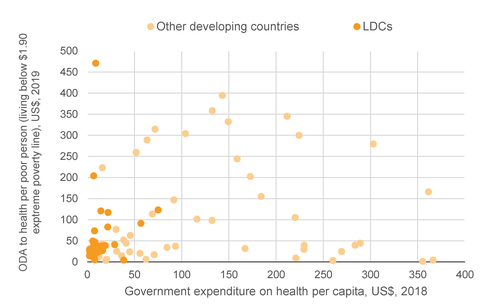 Other developing countries
LDCs
ODA to health per poor person (living below $1.90
exptreme poverty line), US$, 2019
500
450
400
350
300
250
200
150
100
50
0
0 50 100 150 200 250 300 350 400
Government expenditure on health per capita, US$, 2018